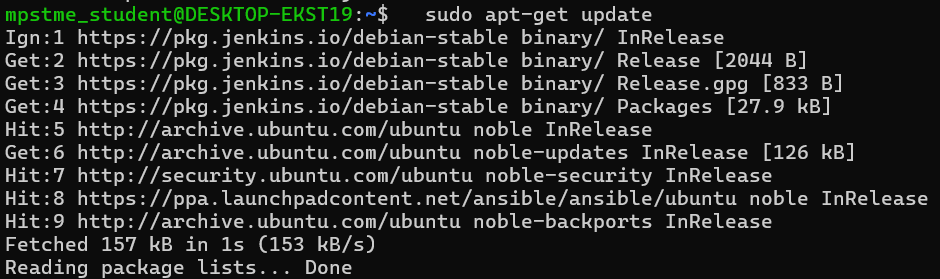 mpstme_student@DESKTOP-EKST19:~$   sudo apt-get update
Ign:1 https://pkg.jenkins.io/debian-stable binary/ InRelease
Get:2 https://pkg.jenkins.io/debian-stable binary/ Release [2044 B]
Get:3 https://pkg.jenkins.io/debian-stable binary/ Release.gpg [833 B]
Get:4 https://pkg.jenkins.io/debian-stable binary/ Packages [27.9 kB]
Hit:5 http://archive.ubuntu.com/ubuntu noble InRelease
Get:6 http://archive.ubuntu.com/ubuntu noble-updates InRelease [126 kB]
Hit:7 http://security.ubuntu.com/ubuntu noble-security InRelease
Hit:8 https://ppa.launchpadcontent.net/ansible/ansible/ubuntu noble InRelease
Hit:9 http://archive.ubuntu.com/ubuntu noble-backports InRelease
Fetched 157 kB in 1s (153 kB/s)
Reading package lists... Done